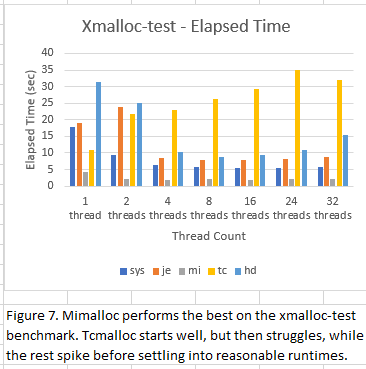 Xmalloc-test - Elapsed Time
Elapsed Time (sec)
40
35
30
25
20
15
10
5
0
1 2 4 8 16 24 32
thread threads threads threads threads threads threads
Thread Count
sys je mi tc hd
Figure 7. Mimalloc performs the best on the xmalloc-test
benchmark. Tcmalloc starts well, but then struggles, while
the rest spike before settling into reasonable runtimes.